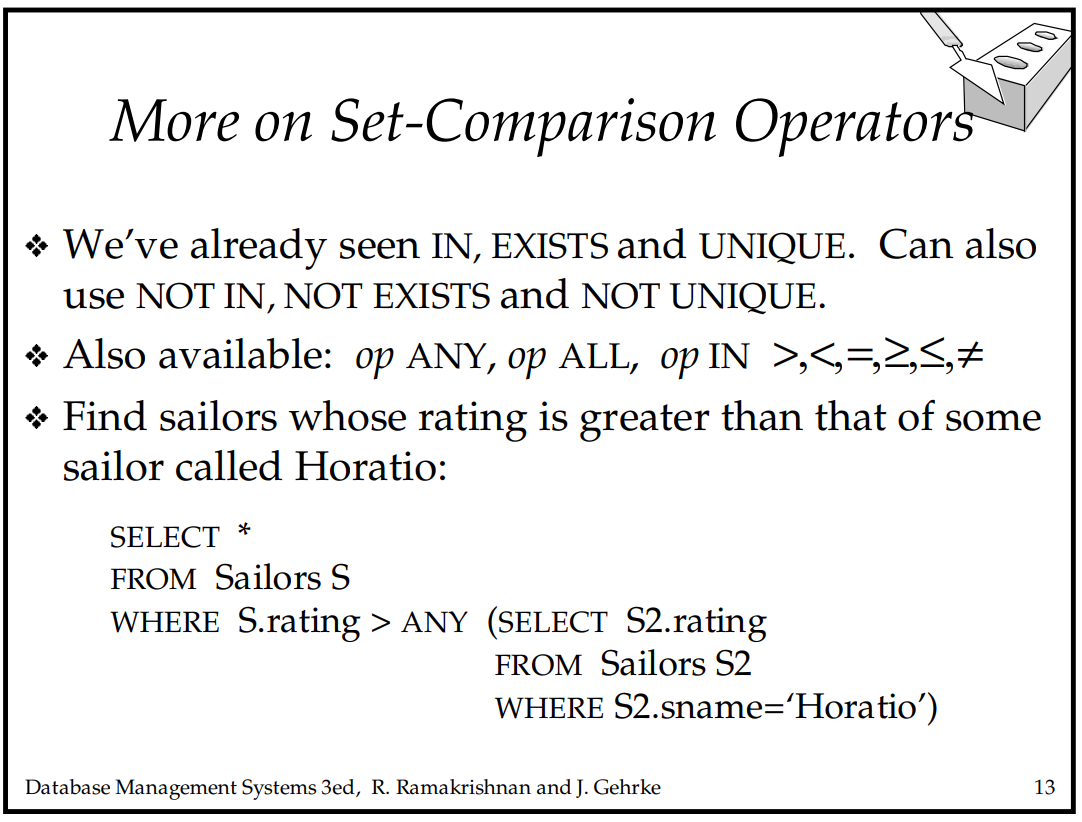 More on Set-Comparison Operators
❖ We’ve already seen IN, EXISTS and UNIQUE. Can also
use NOT IN, NOT EXISTS and NOT UNIQUE.
❖ Also available: op ANY, op ALL, op IN >,<,=,≥,≤,≠
❖ Find sailors whose rating is greater than that of some
sailor called Horatio:
SELECT *
FROM Sailors S
WHERE S.rating > ANY (SELECT S2.rating
FROM Sailors S2
WHERE S2.sname=‘Horatio’)
Database Management Systems 3ed, R. Ramakrishnan and J. Gehrke 13